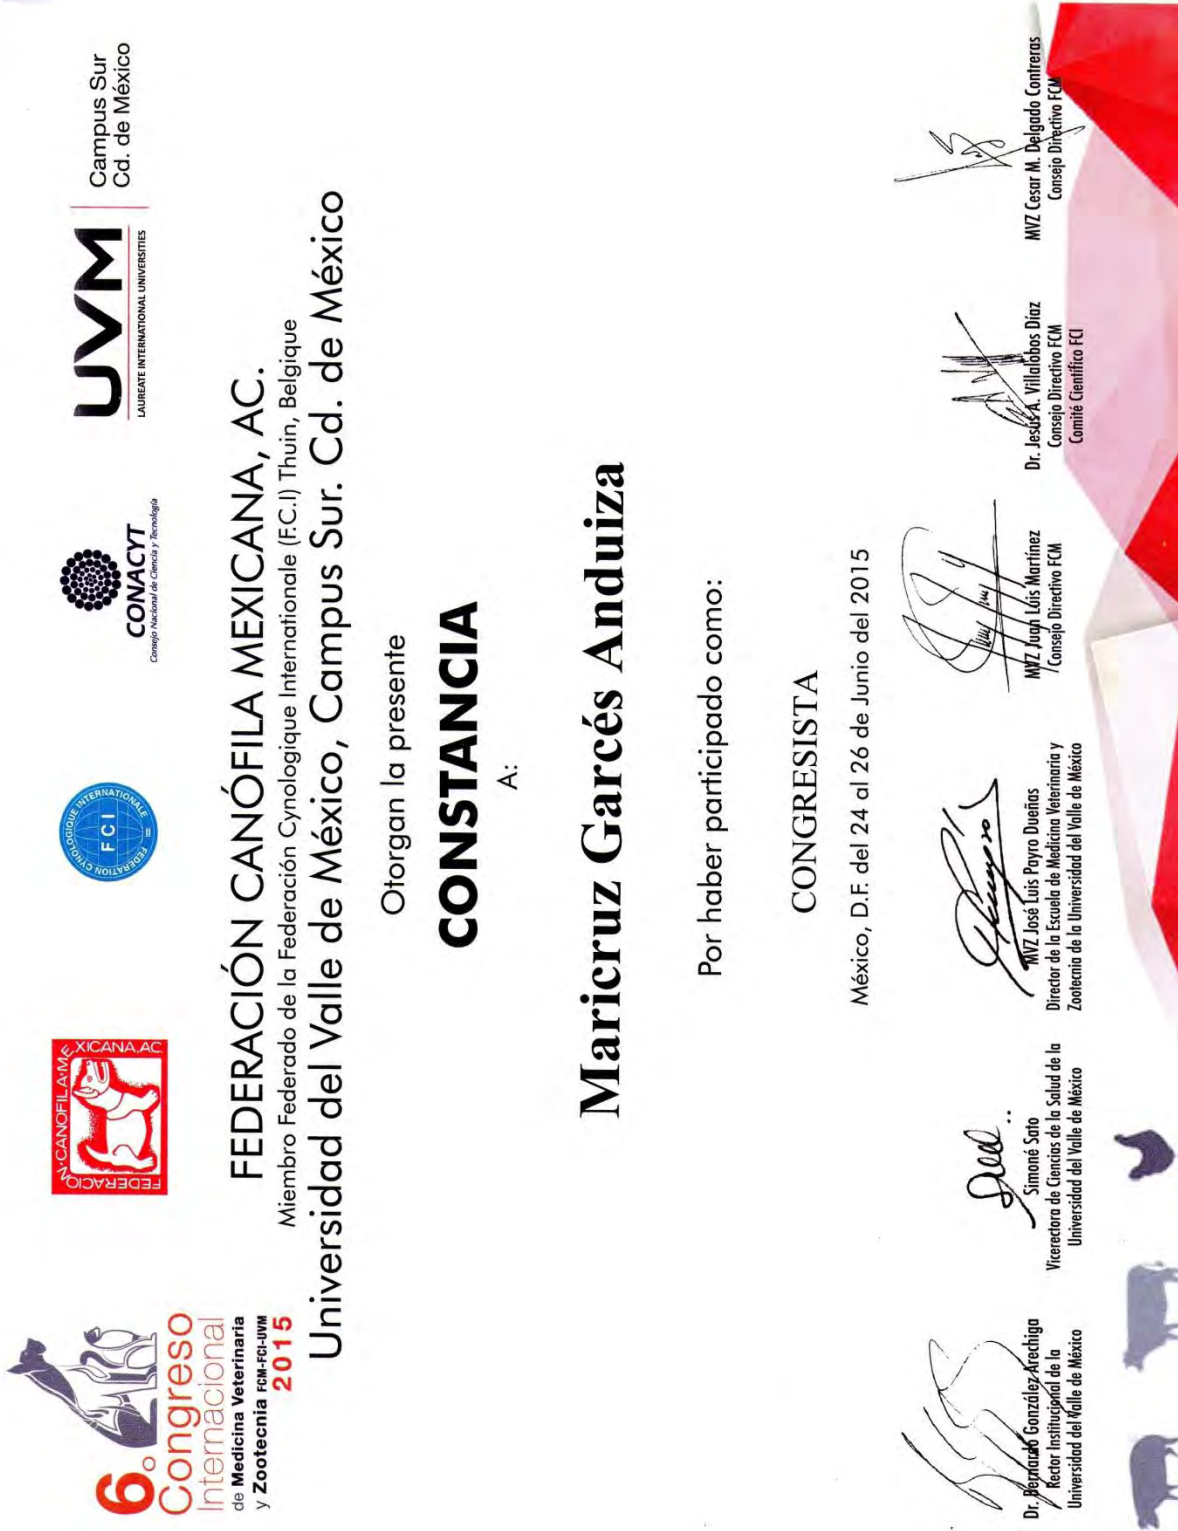 6.º
Congreso
Internacional
de Medicina Veterinaria
y Zootecnia FCM-FCI-UVM
2015
FEDERACION·CANOFILA·MEXICANA,AC.
FEDERATION CYNOLOGIQUE INTERNATIONALE
FCI
CONACYT
Consejo Nacional de Ciencia y Tecnología
UVM
LAUREATE INTERNATIONAL UNIVERSITIES
Campus Sur
Cd. de México
FEDERACIÓN CANÓFILA MEXICANA, AC.
Miembro Federado de la Federación Cynologique Internationale (F.C.I) Thuin, Belgique
Universidad del Valle de México, Campus Sur. Cd. de México
Otorgan la presente
CONSTANCIA
A:
Maricruz Garcés Anduiza
Por haber participado como:
CONGRESISTA
México, D.F. del 24 al 26 de Junio del 2015
Dr. Bernardo González Arechiga
Rector Institucional de la
Universidad del Valle de México
Simoné Sato
Vicerectora de Ciencias de la Salud de la
Universidad del Valle de México
MVZ José Luis Payro Dueñas
Director de la Escuela de Medicina Veterinaria y
Zootecnia de la Universidad del Valle de México
MVZ Juan Luis Martínez
Consejo Directivo FCM
Dr. Jesús A. Villalobos Díaz
Consejo Directivo FCM
Comité Científico FCI
MVZ Cesar M. Delgado Contreras
Consejo Directivo FCM